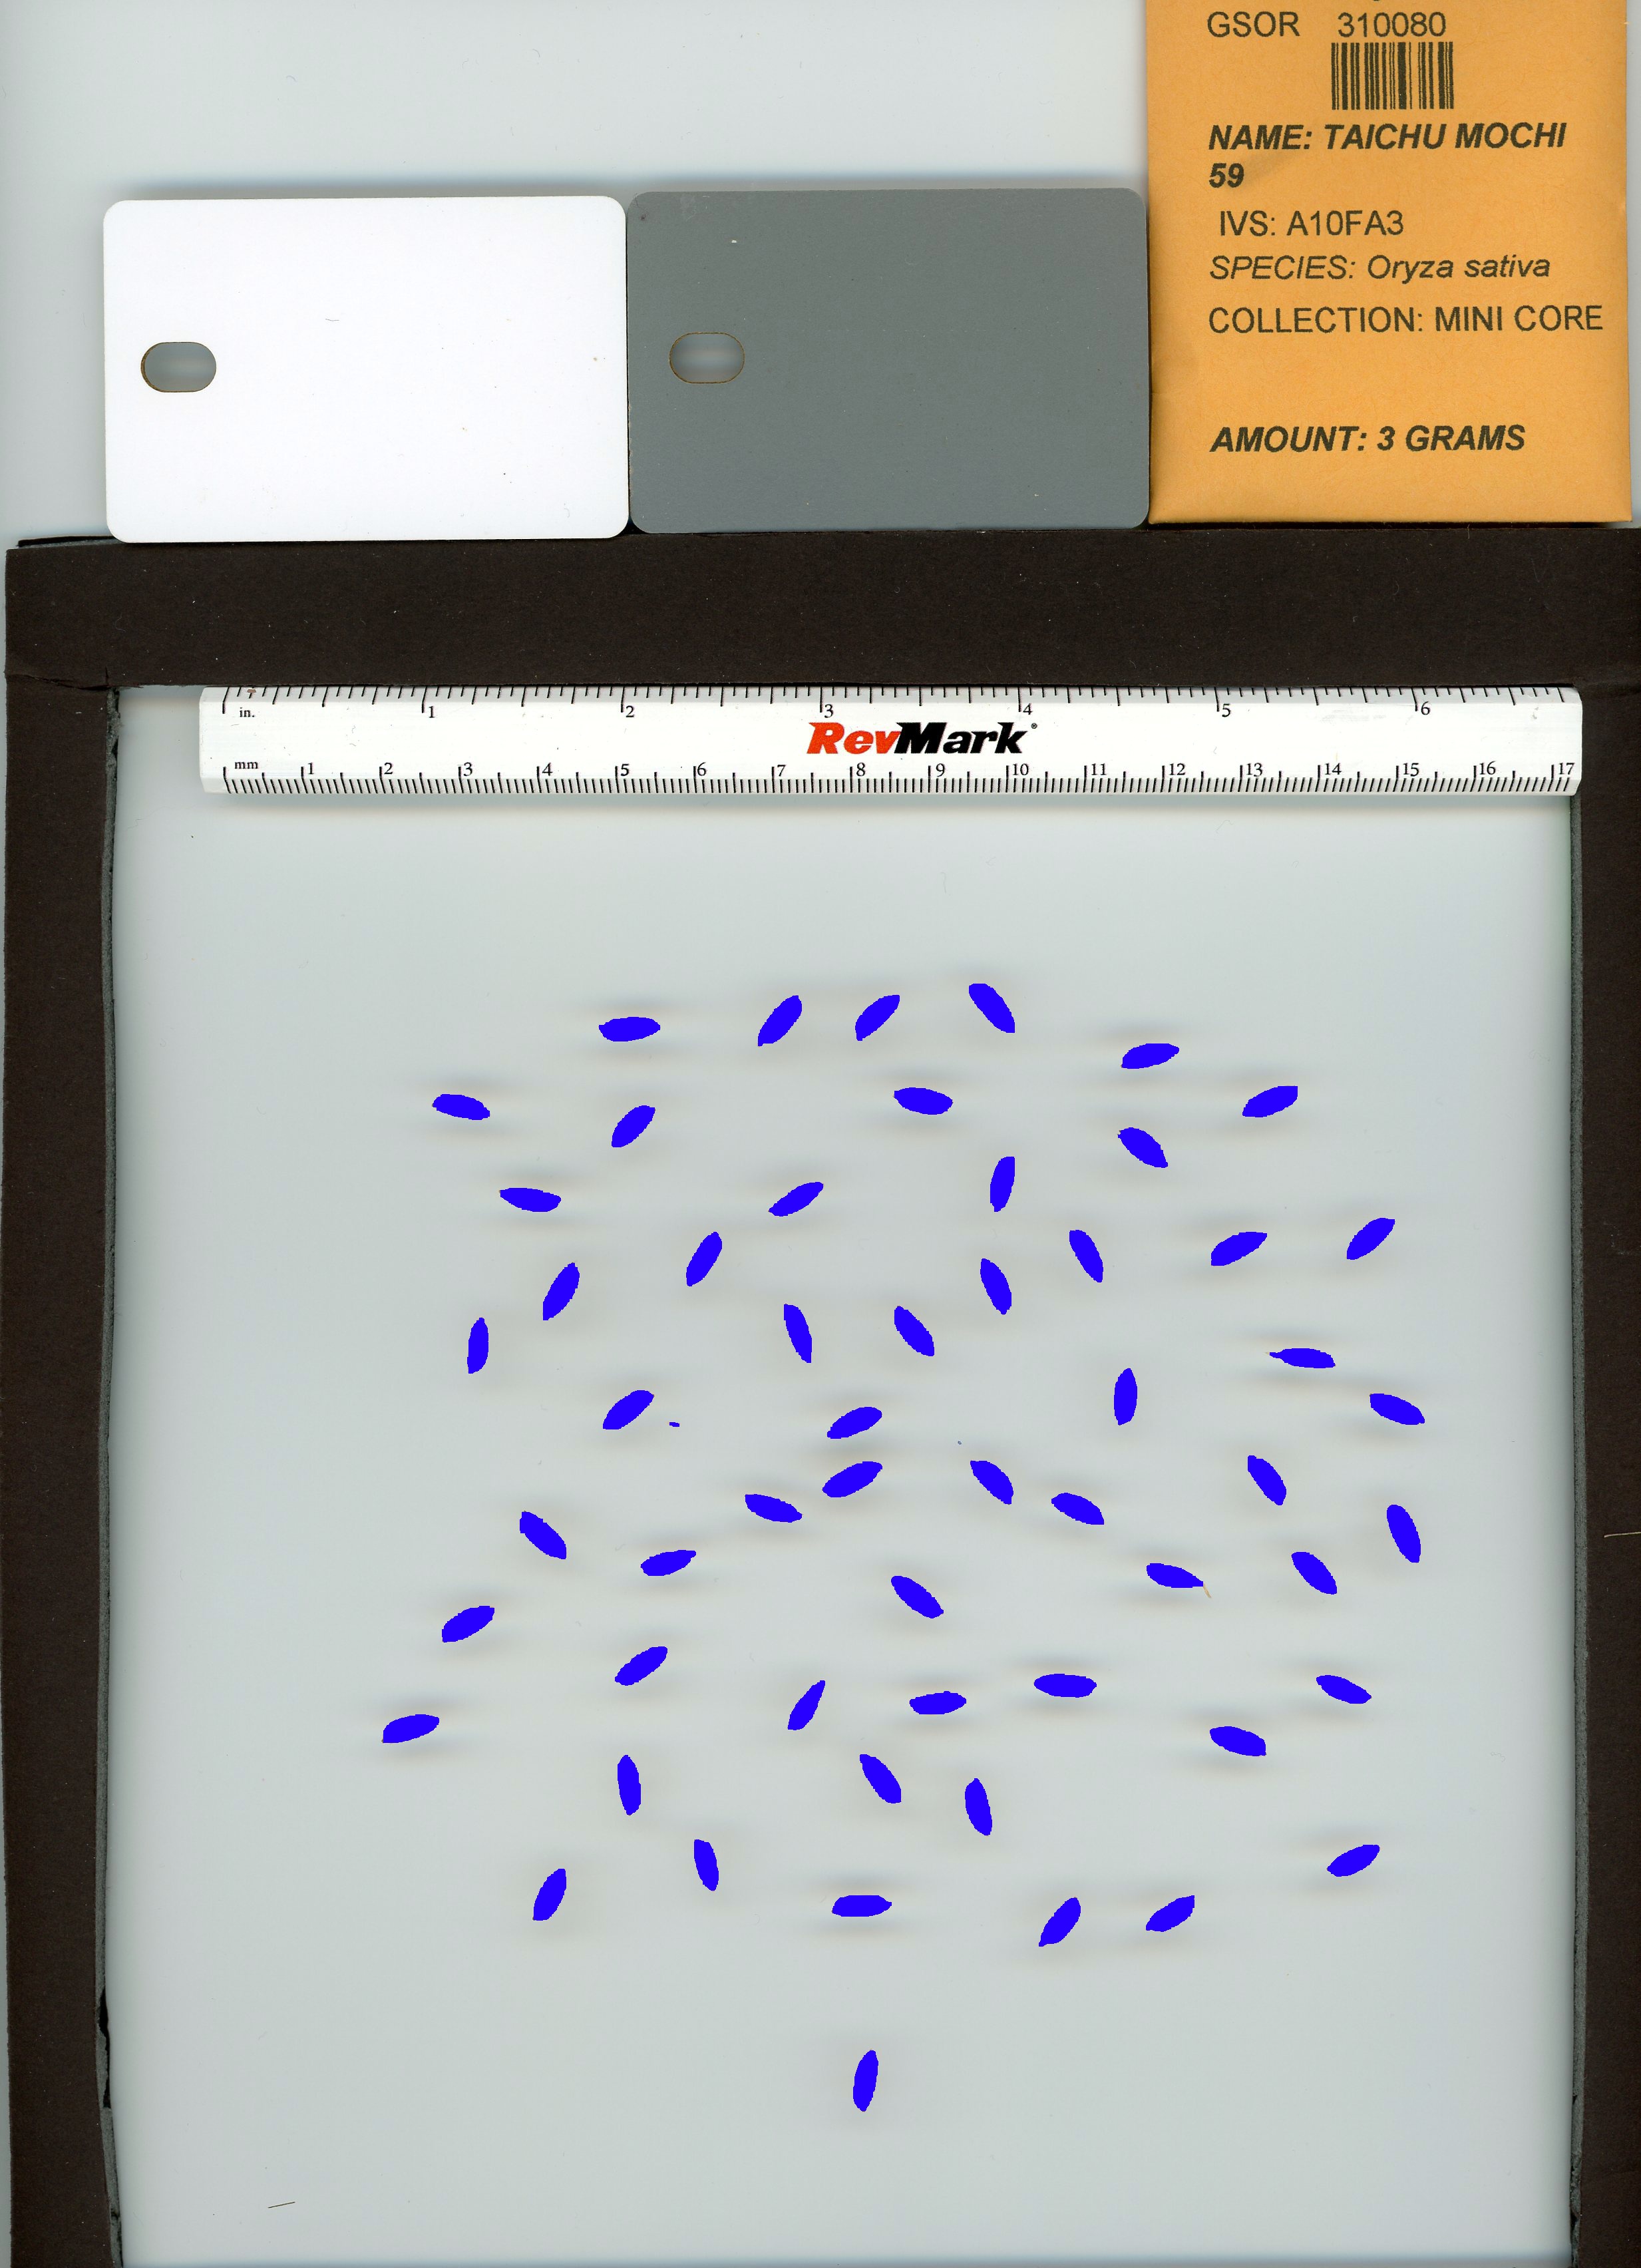 GSOR 310080
NAME: TAICHU MOCHI
59
IVS: A10FA3
SPECIES: Oryza sativa
COLLECTION: MINI CORE
AMOUNT: 3 GRAMS
in. 1 2 3 4 5 6
RevMark
mm 1 2 3 4 5 6 7 8 9 10 11 12 13 14 15 16 17